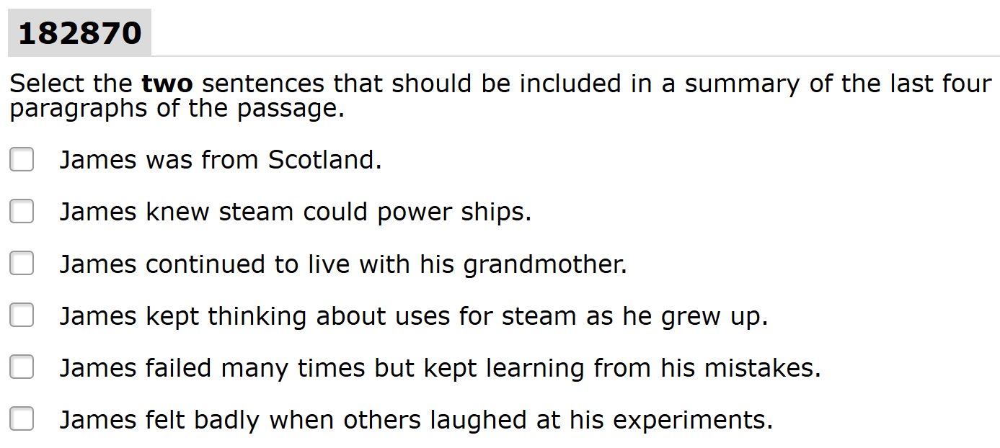 182870
Select the two sentences that should be included in a summary of the last four
paragraphs of the passage.
James was from Scotland.
James knew steam could power ships.
James continued to live with his grandmother.
James kept thinking about uses for steam as he grew up.
James failed many times but kept learning from his mistakes.
James felt badly when others laughed at his experiments.